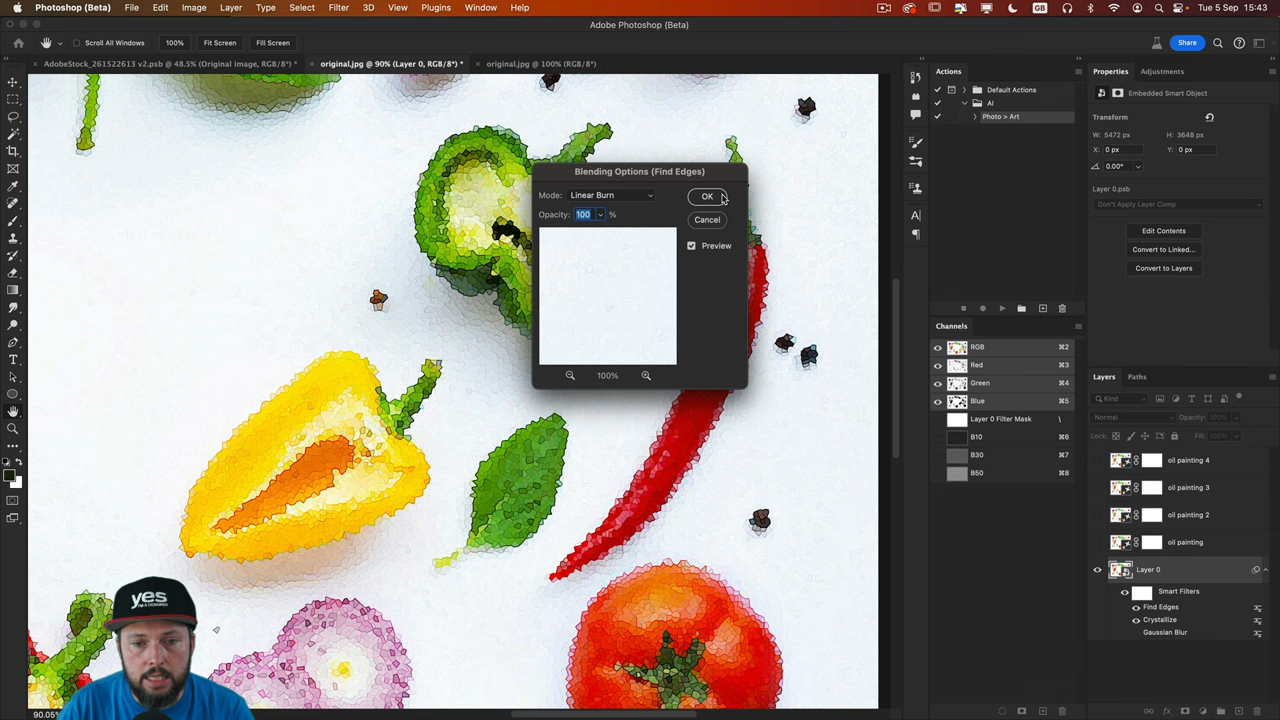 Photoshop (Beta) File Edit Image Layer Type Select Filter 3D View Plugins Window Help GB Tue 5 Sep 15:43
Adobe Photoshop (Beta)
Scroll All Windows 100% Fit Screen Fill Screen Share
AdobeStock_261522613 v2.psb @ 48.5% (Original image, RGB/8*) * original.jpg @ 90% (Layer 0, RGB/8*) * original.jpg @ 100% (RGB/8*)
Blending Options (Find Edges)
Mode: Linear Burn
OK
Opacity: 100 %
Cancel
Preview
100%
Actions
Default Actions
AI
Photo > Art
Channels
RGB ⌘2
Red ⌘3
Green ⌘4
Blue ⌘5
Layer 0 Filter Mask \
B10 ⌘6
B30 ⌘7
B50 ⌘8
Properties Adjustments
Embedded Smart Object
Transform
W: 5472 px H: 3648 px
X: 0 px Y: 0 px
0.00°
Layer 0.psb
Don't Apply Layer Comp
Edit Contents
Convert to Linked...
Convert to Layers
Layers Paths
Kind
Normal Opacity: 100%
Lock: Fill: 100%
oil painting 4
oil painting 3
oil painting 2
oil painting
Layer 0
Smart Filters
Find Edges
Crystallize
Gaussian Blur
yes
I'M A DESIGNER
90.05%
fx